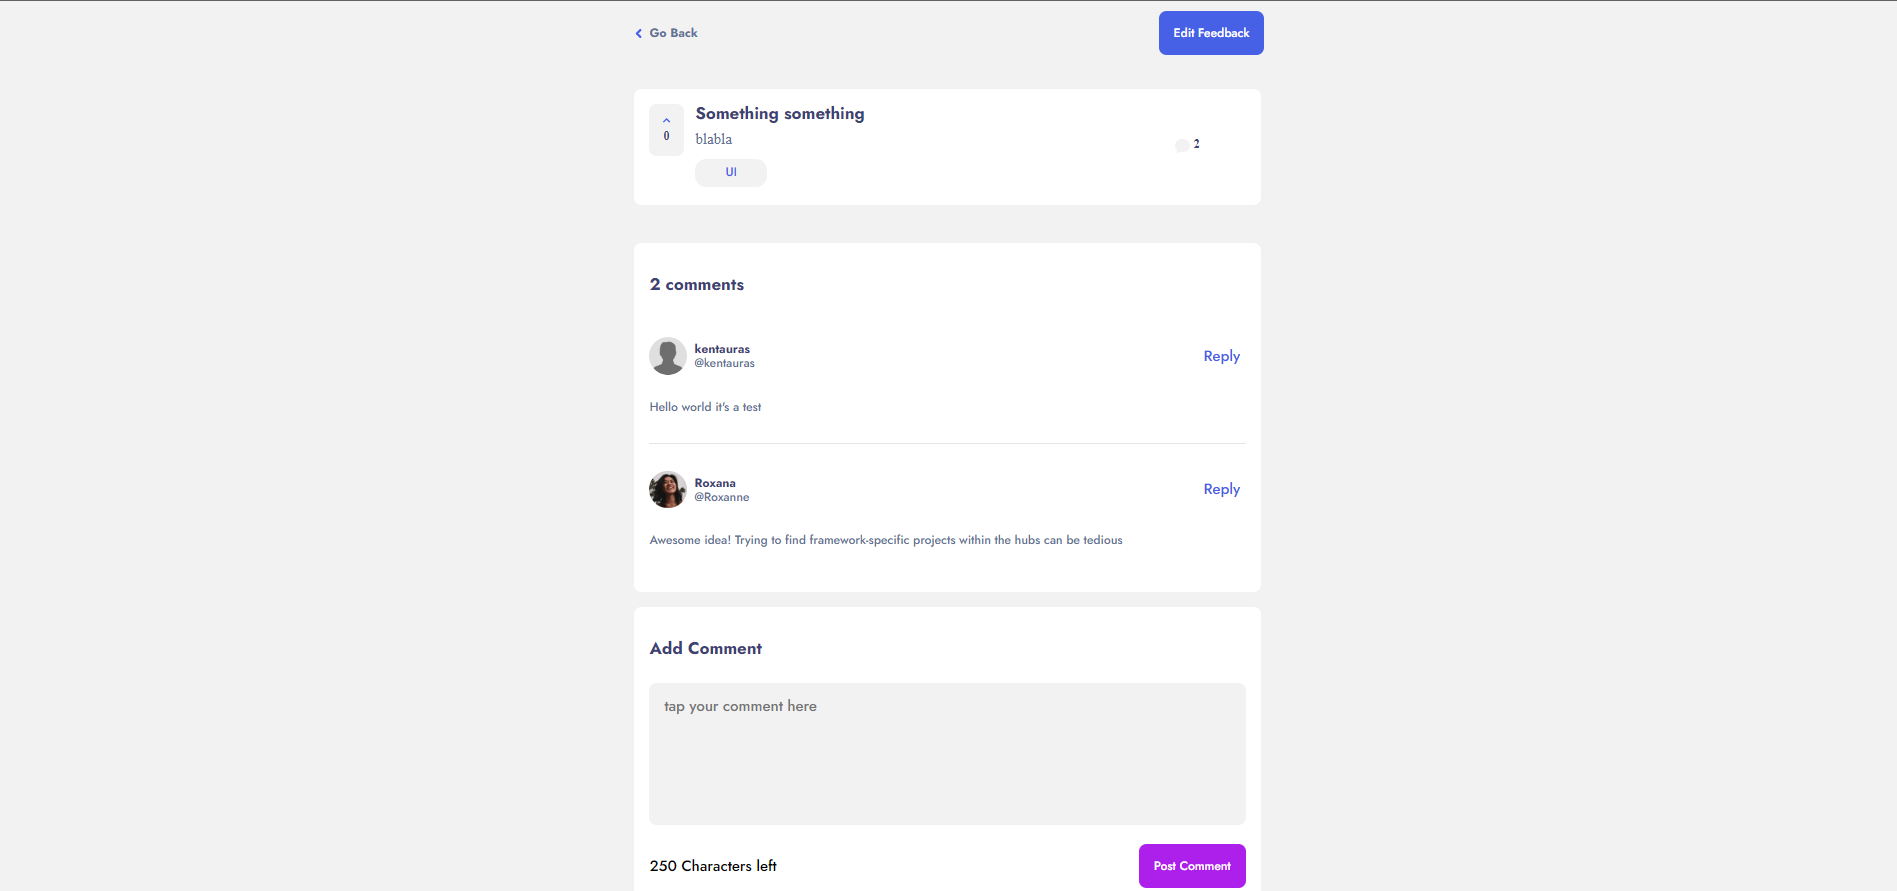 Go Back
Edit Feedback
Something something
0
blabla
2
UI
2 comments
kentauras
@kentauras
Reply
Hello world it's a test
Roxana
@Roxanne
Reply
Awesome idea! Trying to find framework-specific projects within the hubs can be tedious
Add Comment
tap your comment here
250 Characters left
Post Comment